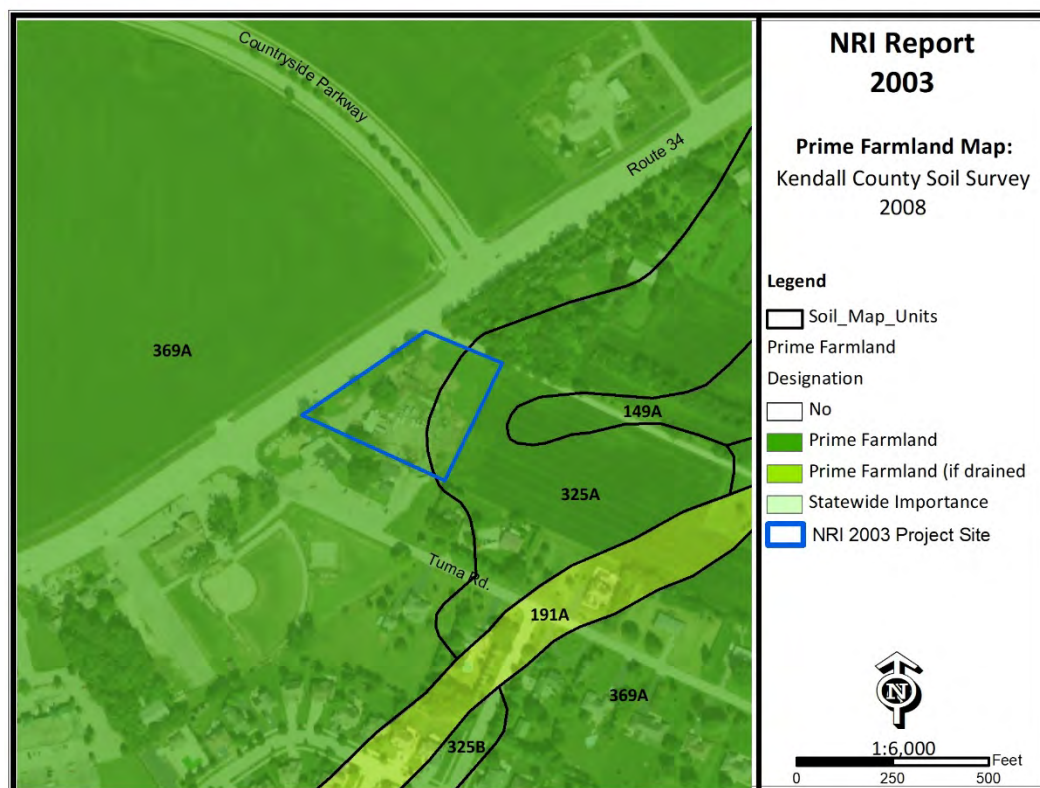 Countryside Parkway
Route 34
369A
149A
325A
Tuma Rd.
191A
369A
325B
NRI Report
2003
Prime Farmland Map:
Kendall County Soil Survey
2008
Legend
Soil_Map_Units
Prime Farmland
Designation
No
Prime Farmland
Prime Farmland (if drained
Statewide Importance
NRI 2003 Project Site
N
1:6,000
Feet
0 250 500